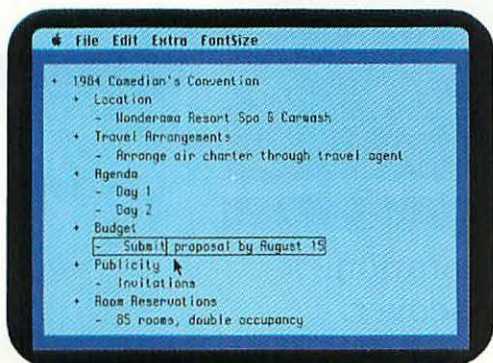 File Edit Extra FontSize
+ 1984 Comedian's Convention
+ Location
- Wonderama Resort Spa & Carwash
+ Travel Arrangements
- Arrange air charter through travel agent
+ Agenda
- Day 1
- Day 2
+ Budget
- Submit proposal by August 15
+ Publicity
- Invitations
+ Room Reservations
- 85 rooms, double occupancy